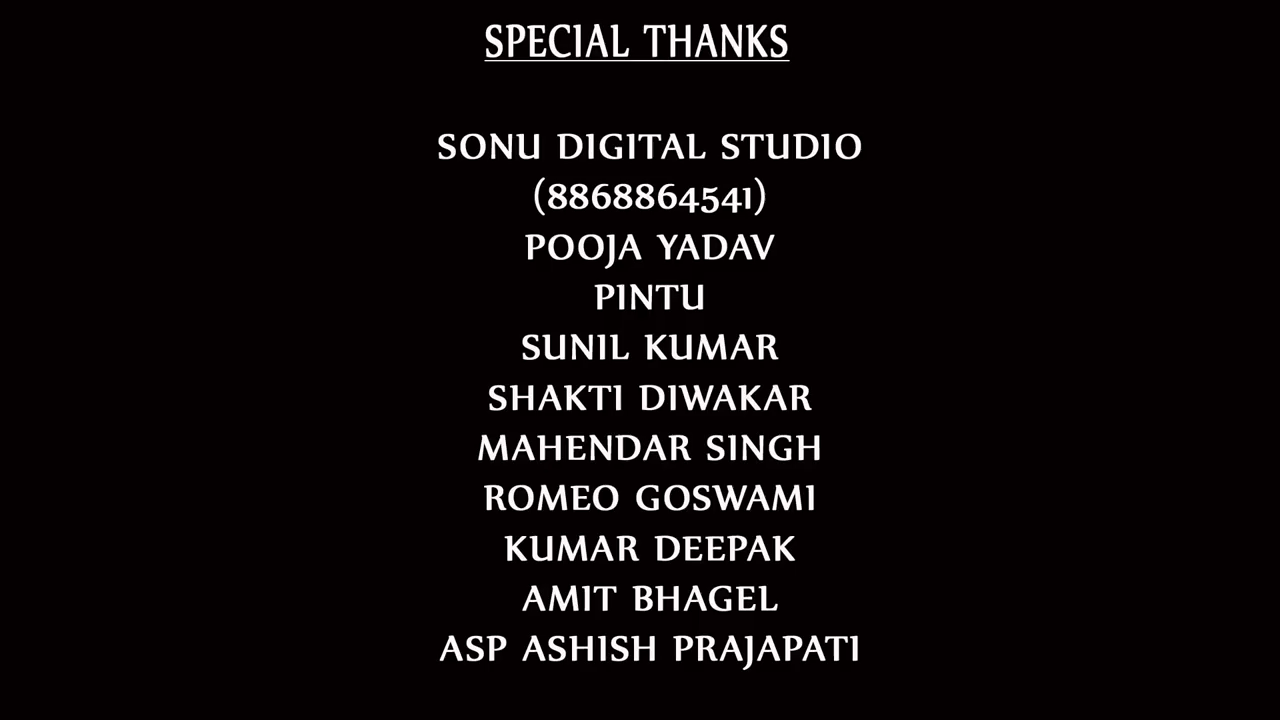 SPECIAL THANKS
SONU DIGITAL STUDIO
(8868864541)
POOJA YADAV
PINTU
SUNIL KUMAR
SHAKTI DIWAKAR
MAHENDAR SINGH
ROMEO GOSWAMI
KUMAR DEEPAK
AMIT BHAGEL
ASP ASHISH PRAJAPATI